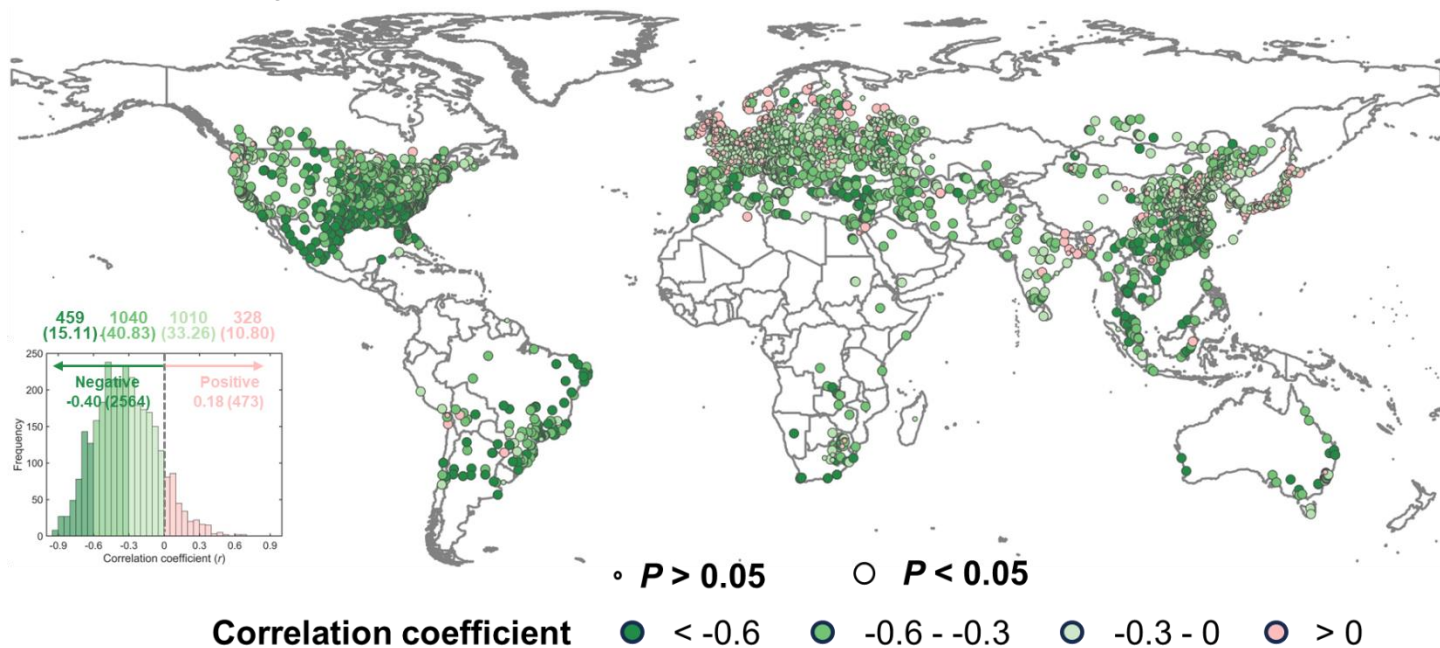 459 1040 1010 328
(15.11) (40.83) (33.26) (10.80)
250
200
150
100
50
0
Frequency
Negative
-0.40 (2564)
Positive
0.18 (473)
-0.9 -0.6 -0.3 0 0.3 0.6 0.9
Correlation coefficient (r)
P > 0.05 P < 0.05
Correlation coefficient < -0.6 -0.6 - -0.3 -0.3 - 0 > 0